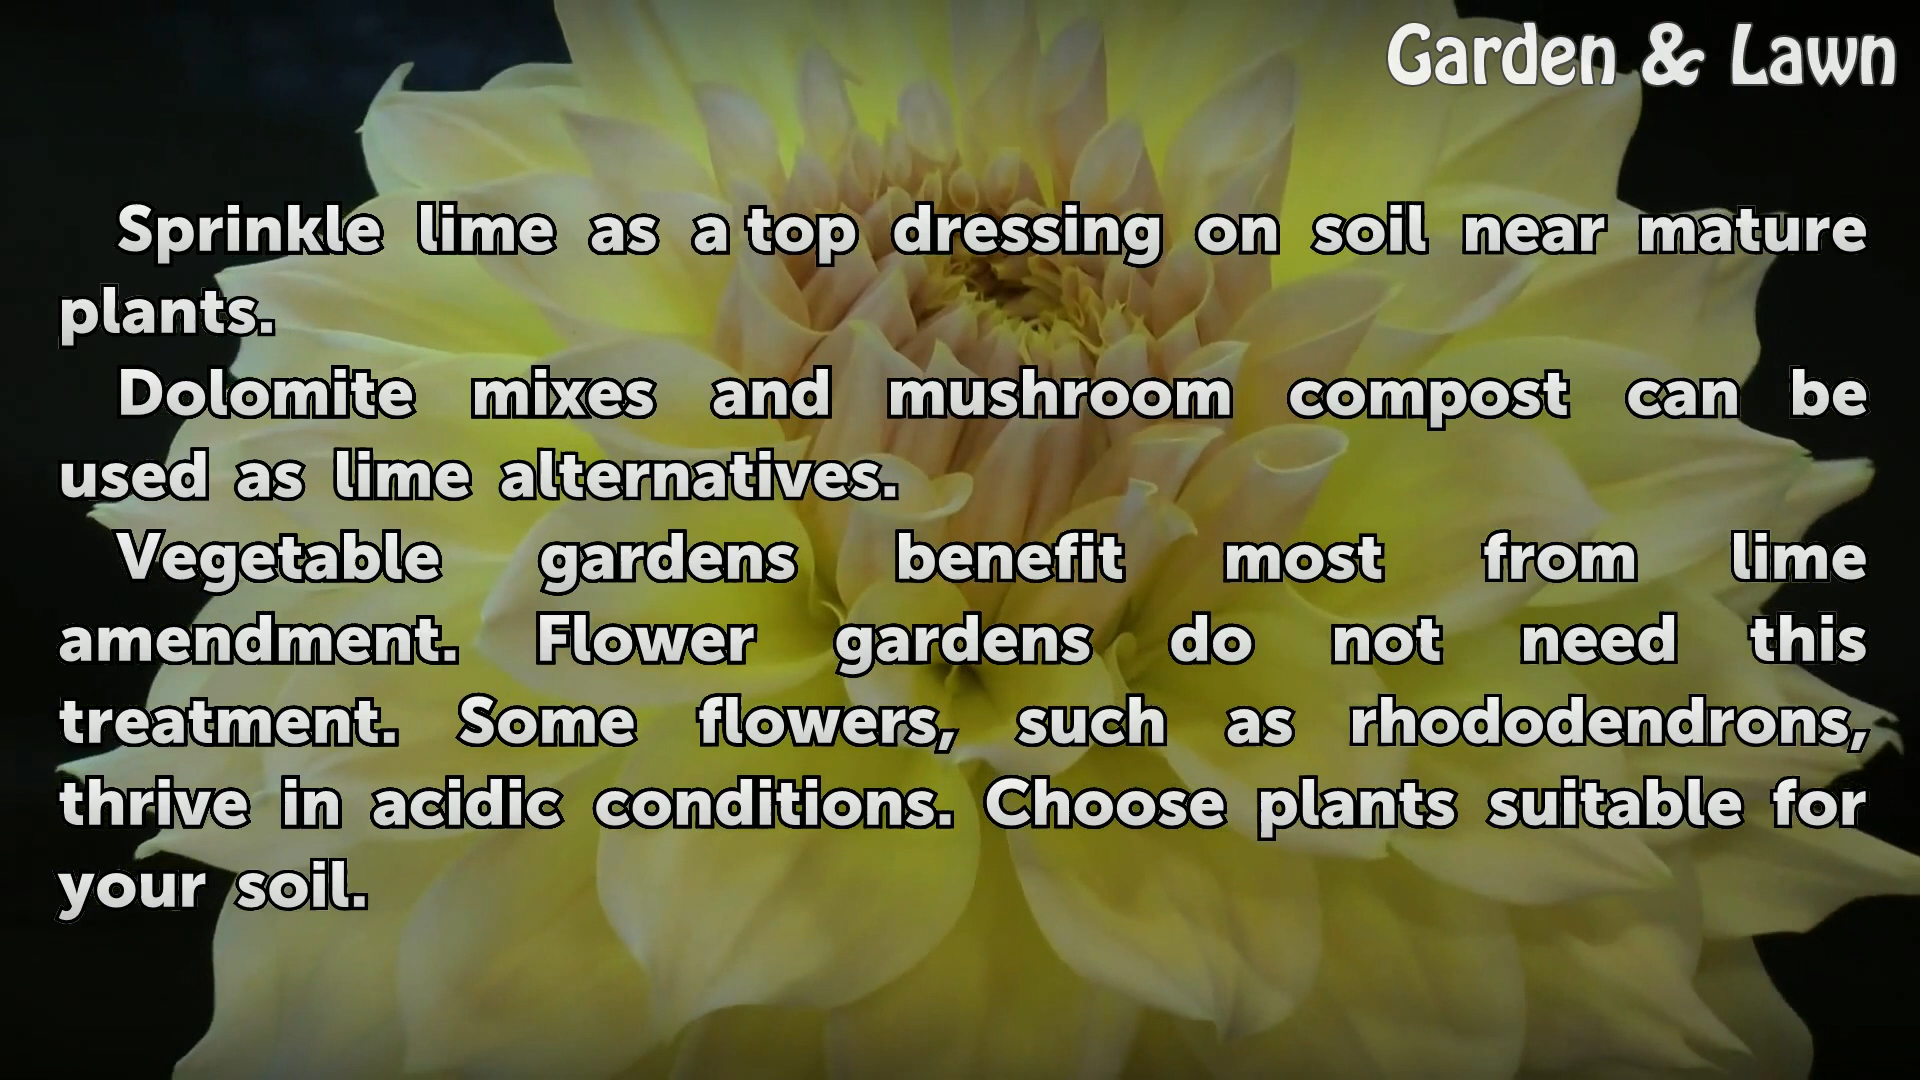 Garden & Lawn
Sprinkle lime as a top dressing on soil near mature
plants.
Dolomite mixes and mushroom compost can be
used as lime alternatives.
Vegetable gardens benefit most from lime
amendment. Flower gardens do not need this
treatment. Some flowers, such as rhododendrons,
thrive in acidic conditions. Choose plants suitable for
your soil.